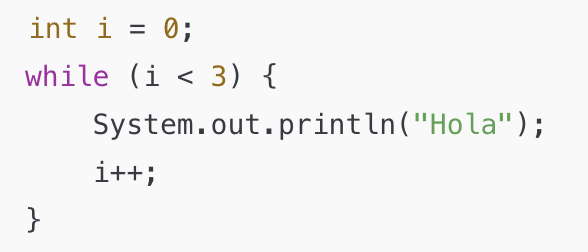 int i = 0;
while (i < 3) {
    System.out.println("Hola");
    i++;
}